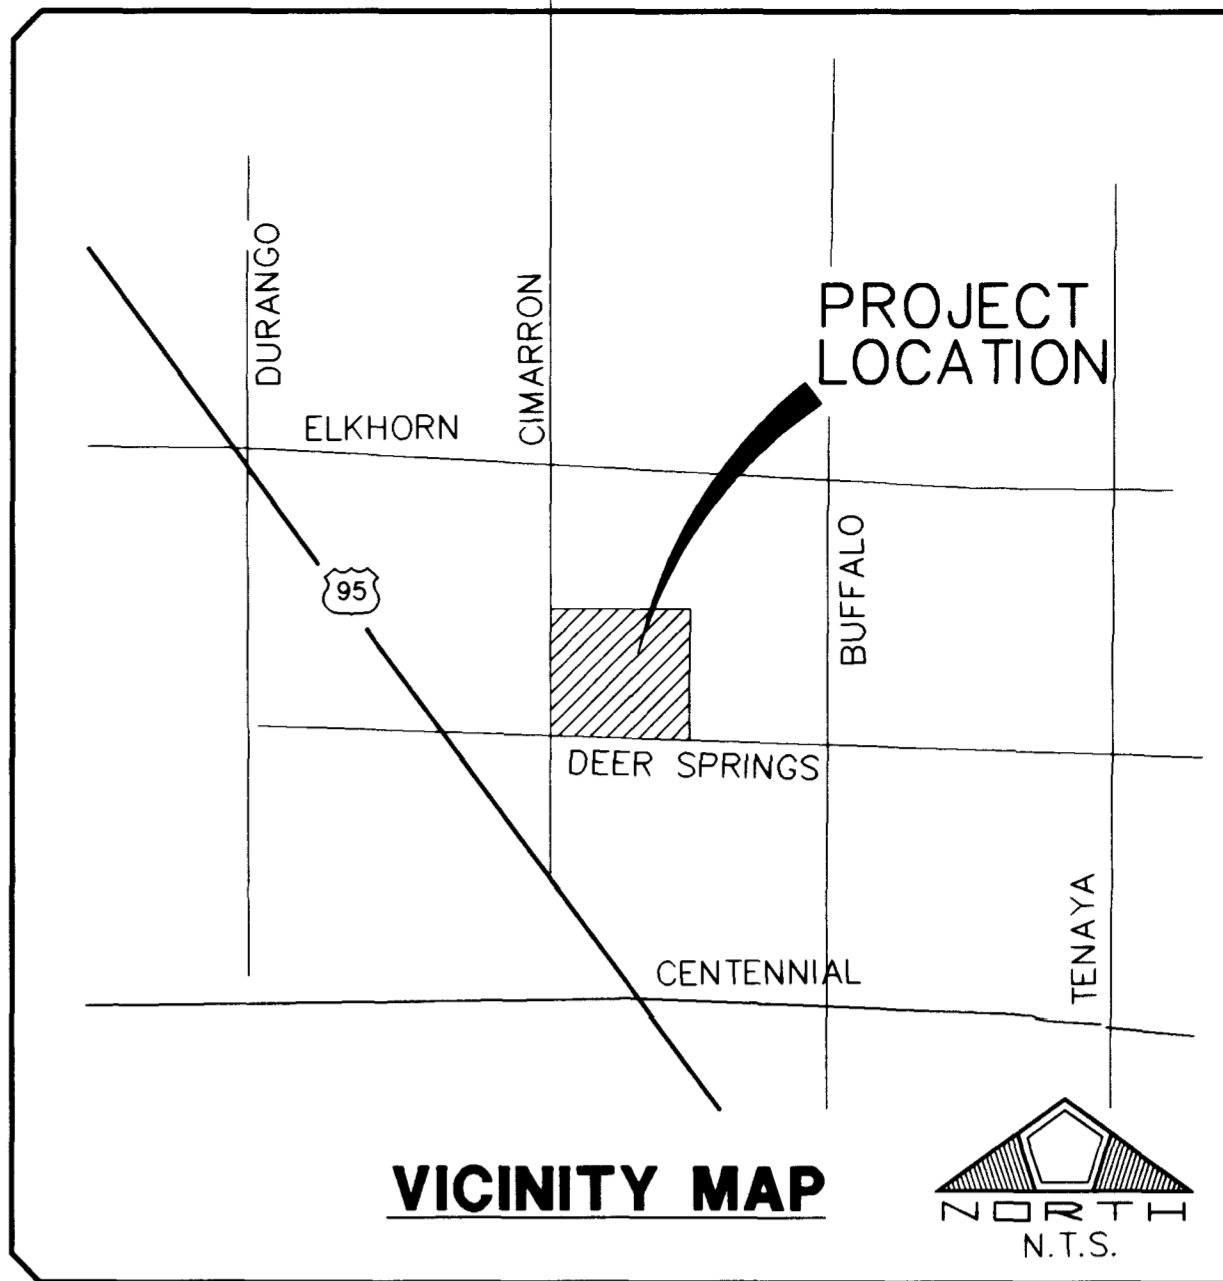 DURANGO
CIMARRON
PROJECT
LOCATION
ELKHORN
95
BUFFALO
DEER SPRINGS
TENAYA
CENTENNIAL
VICINITY MAP
NORTH
N.T.S.